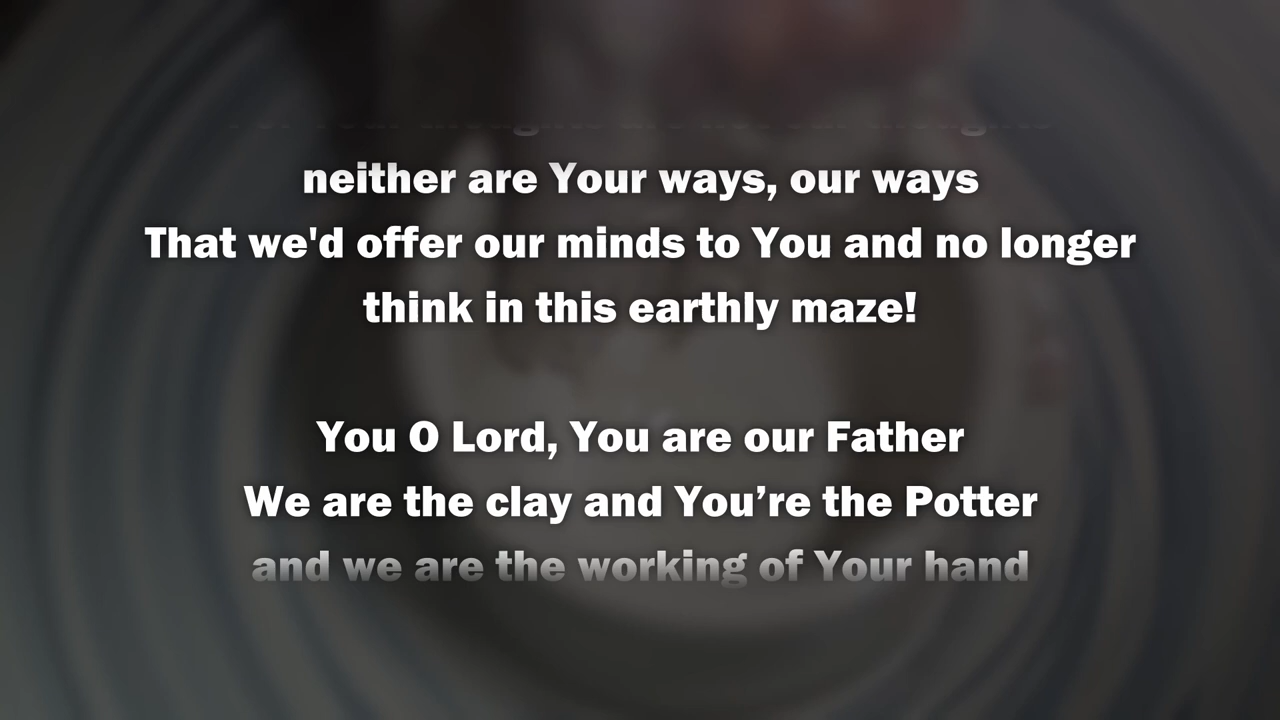 neither are Your ways, our ways
That we'd offer our minds to You and no longer
think in this earthly maze!
You O Lord, You are our Father
We are the clay and You’re the Potter
and we are the working of Your hand